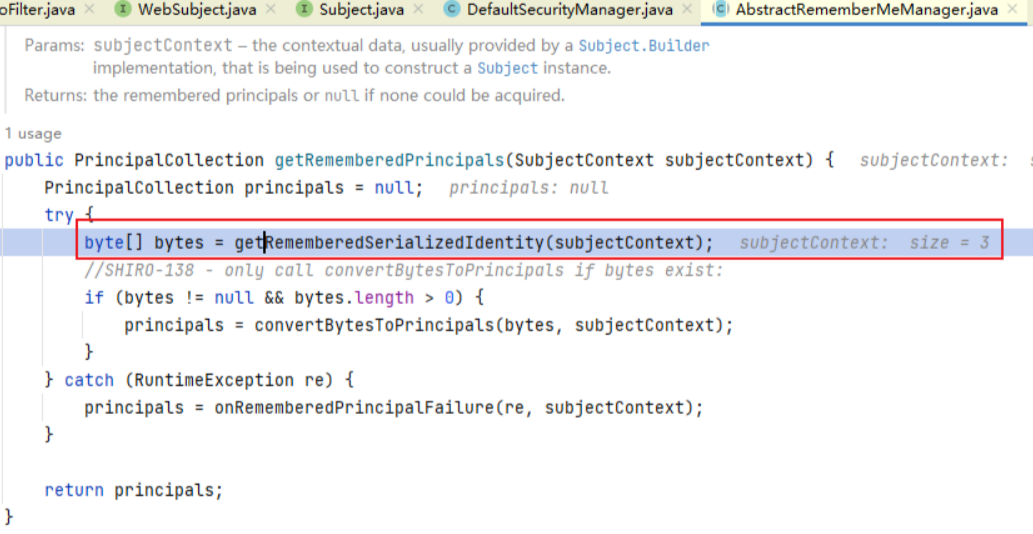 oFilter.java × WebSubject.java × Subject.java × DefaultSecurityManager.java × AbstractRememberMeManager.java ×
Params: subjectContext – the contextual data, usually provided by a Subject.Builder
implementation, that is being used to construct a Subject instance.
Returns: the remembered principals or null if none could be acquired.
1 usage
public PrincipalCollection getRememberedPrincipals(SubjectContext subjectContext) { subjectContext:
PrincipalCollection principals = null; principals: null
try {
byte[] bytes = getRememberedSerializedIdentity(subjectContext); subjectContext: size = 3
//SHIRO-138 - only call convertBytesToPrincipals if bytes exist:
if (bytes != null && bytes.length > 0) {
principals = convertBytesToPrincipals(bytes, subjectContext);
}
} catch (RuntimeException re) {
principals = onRememberedPrincipalFailure(re, subjectContext);
}
return principals;
}